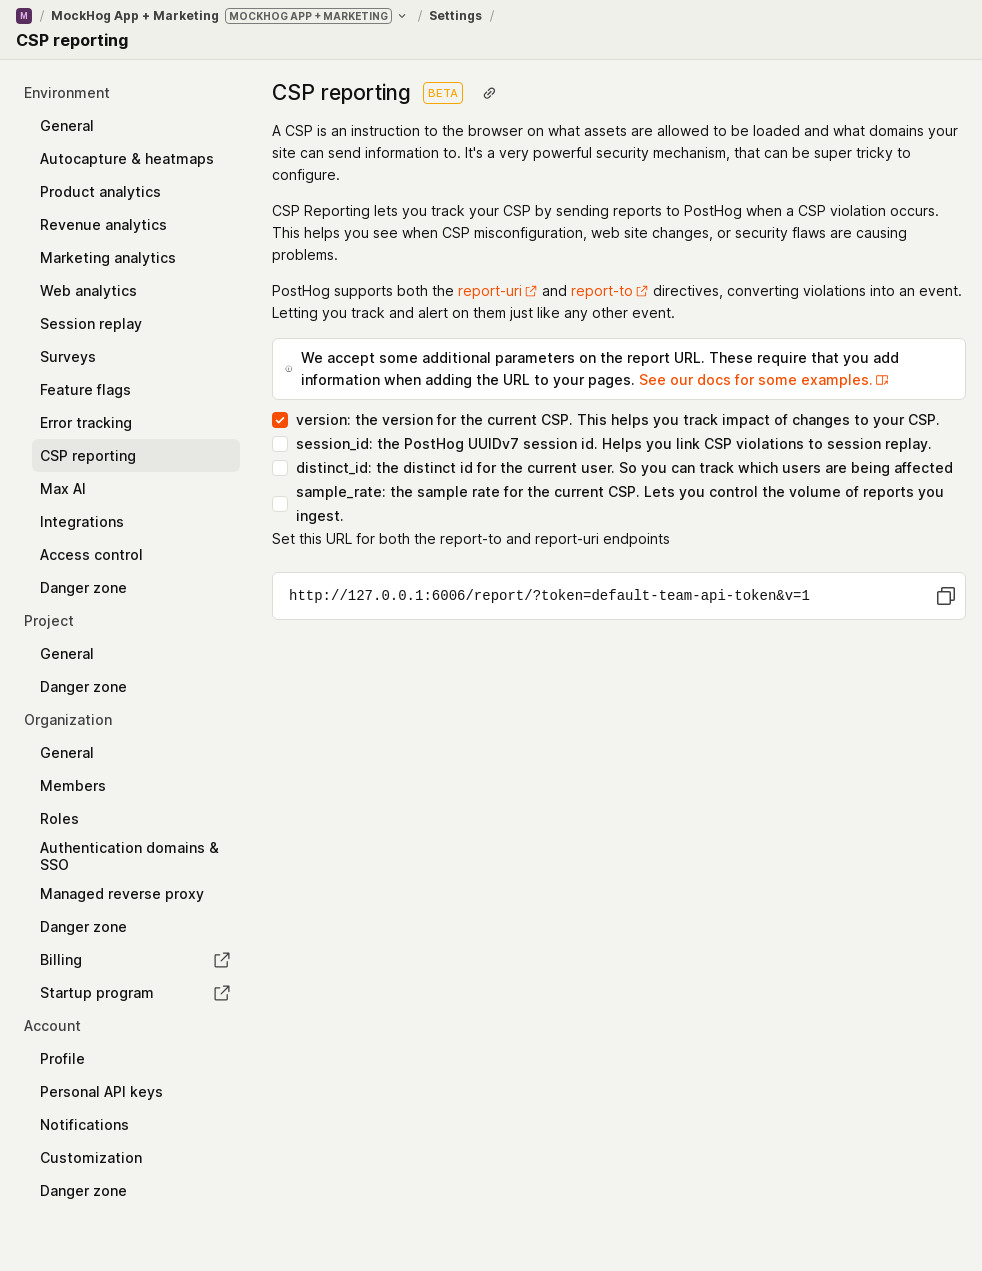 M / MockHog App + Marketing MOCKHOG APP + MARKETING / Settings /
CSP reporting
Environment
General
Autocapture & heatmaps
Product analytics
Revenue analytics
Marketing analytics
Web analytics
Session replay
Surveys
Feature flags
Error tracking
CSP reporting
Max AI
Integrations
Access control
Danger zone
Project
General
Danger zone
Organization
General
Members
Roles
Authentication domains &
SSO
Managed reverse proxy
Danger zone
Billing
Startup program
Account
Profile
Personal API keys
Notifications
Customization
Danger zone
CSP reporting BETA
A CSP is an instruction to the browser on what assets are allowed to be loaded and what domains your
site can send information to. It's a very powerful security mechanism, that can be super tricky to
configure.
CSP Reporting lets you track your CSP by sending reports to PostHog when a CSP violation occurs.
This helps you see when CSP misconfiguration, web site changes, or security flaws are causing
problems.
PostHog supports both the report-uri and report-to directives, converting violations into an event.
Letting you track and alert on them just like any other event.
We accept some additional parameters on the report URL. These require that you add
information when adding the URL to your pages. See our docs for some examples.
version: the version for the current CSP. This helps you track impact of changes to your CSP.
session_id: the PostHog UUIDv7 session id. Helps you link CSP violations to session replay.
distinct_id: the distinct id for the current user. So you can track which users are being affected
sample_rate: the sample rate for the current CSP. Lets you control the volume of reports you
ingest.
Set this URL for both the report-to and report-uri endpoints
http://127.0.0.1:6006/report/?token=default-team-api-token&v=1